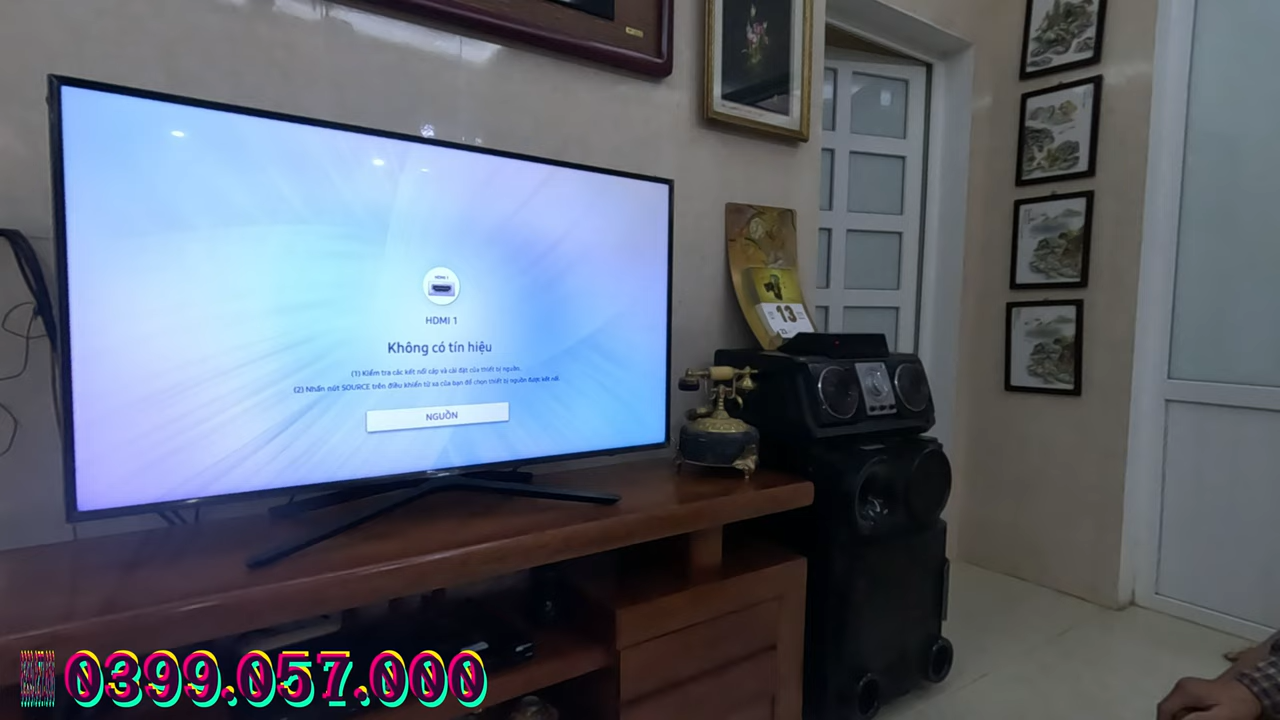 HDMI 1
HDMI 1
Không có tín hiệu
(1) Kiểm tra các kết nối cáp và cài đặt của thiết bị nguồn.
(2) Nhấn nút SOURCE trên điều khiển từ xa của bạn để chọn thiết bị nguồn được kết nối.
NGUỒN
13
0399.057.000